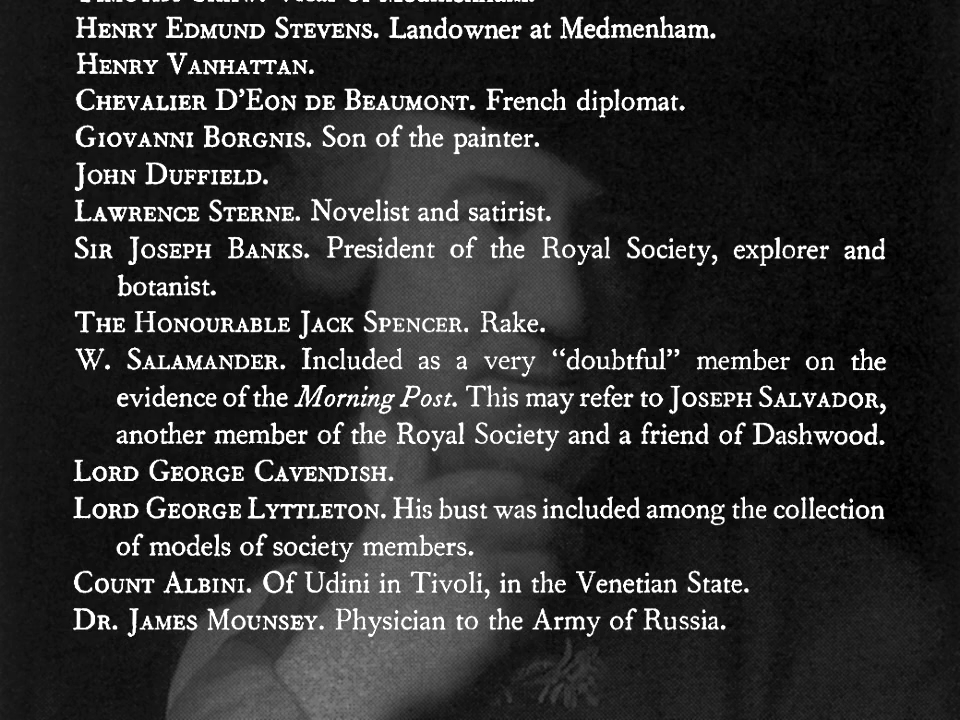 HENRY EDMUND STEVENS. Landowner at Medmenham.
HENRY VANHATTAN.
CHEVALIER D'EON DE BEAUMONT. French diplomat.
GIOVANNI BORGNIS. Son of the painter.
JOHN DUFFIELD.
LAWRENCE STERNE. Novelist and satirist.
SIR JOSEPH BANKS. President of the Royal Society, explorer and
botanist.
THE HONOURABLE JACK SPENCER. Rake.
W. SALAMANDER. Included as a very “doubtful” member on the
evidence of the Morning Post. This may refer to JOSEPH SALVADOR,
another member of the Royal Society and a friend of Dashwood.
LORD GEORGE CAVENDISH.
LORD GEORGE LYTTLETON. His bust was included among the collection
of models of society members.
COUNT ALBINI. Of Udini in Tivoli, in the Venetian State.
DR. JAMES MOUNSEY. Physician to the Army of Russia.